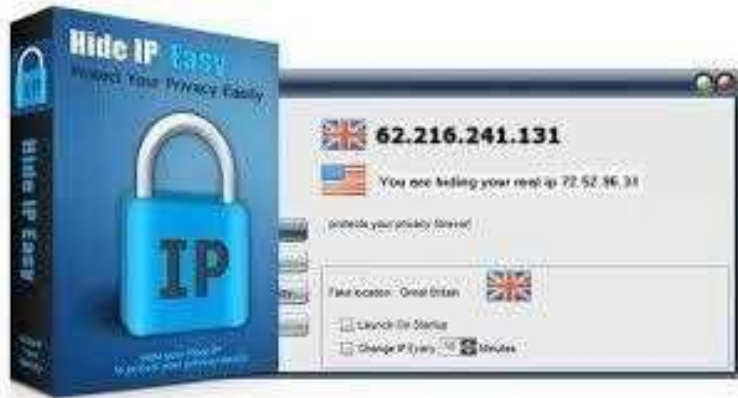 Hide IP Easy
Protect Your Privacy Easily
IP
Hide IP Easy
IP
62.216.241.131
You are hiding your real ip 72.52.96.31
protects your privacy forever!
Fake location: Great Britain
Launch On Startup
Change IP Every 10 Minutes